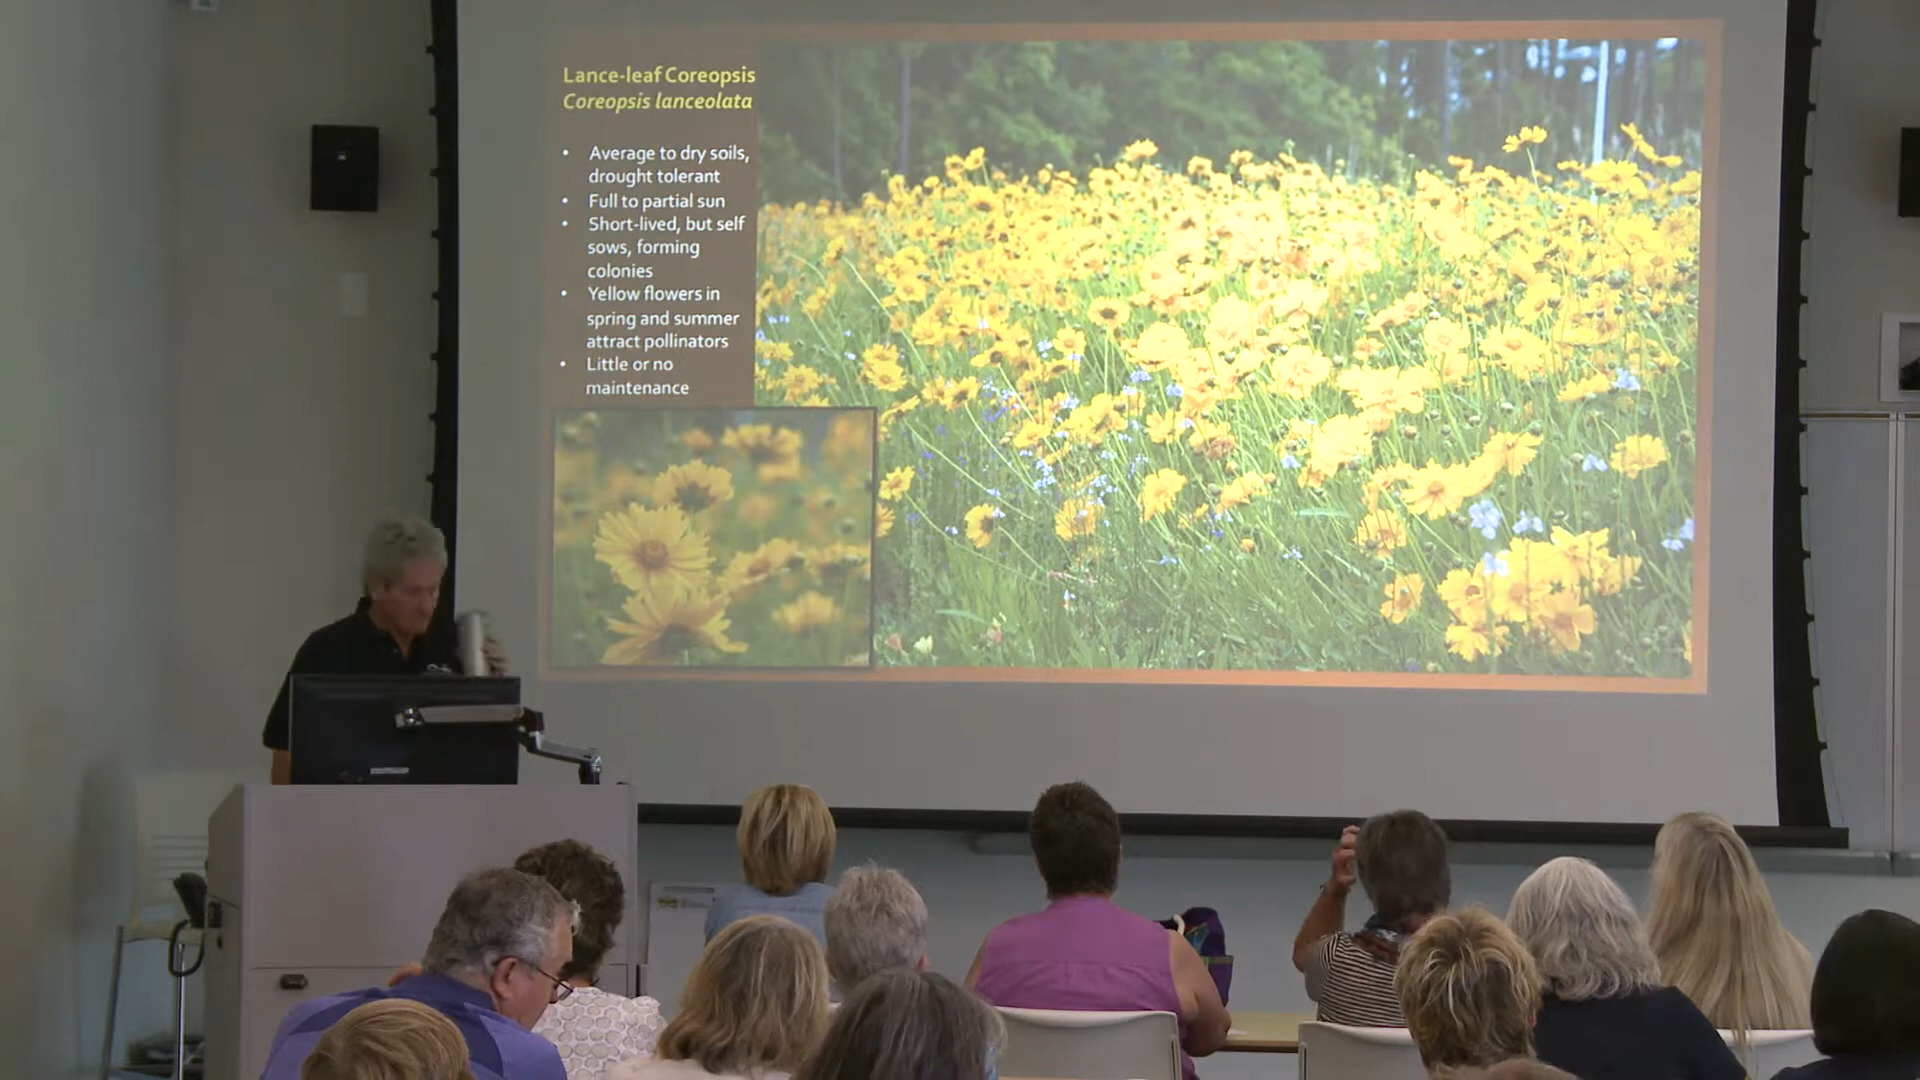 Lance-leaf Coreopsis
Coreopsis lanceolata
• Average to dry soils,
drought tolerant
• Full to partial sun
• Short-lived, but self
sows, forming
colonies
• Yellow flowers in
spring and summer
attract pollinators
• Little or no
maintenance